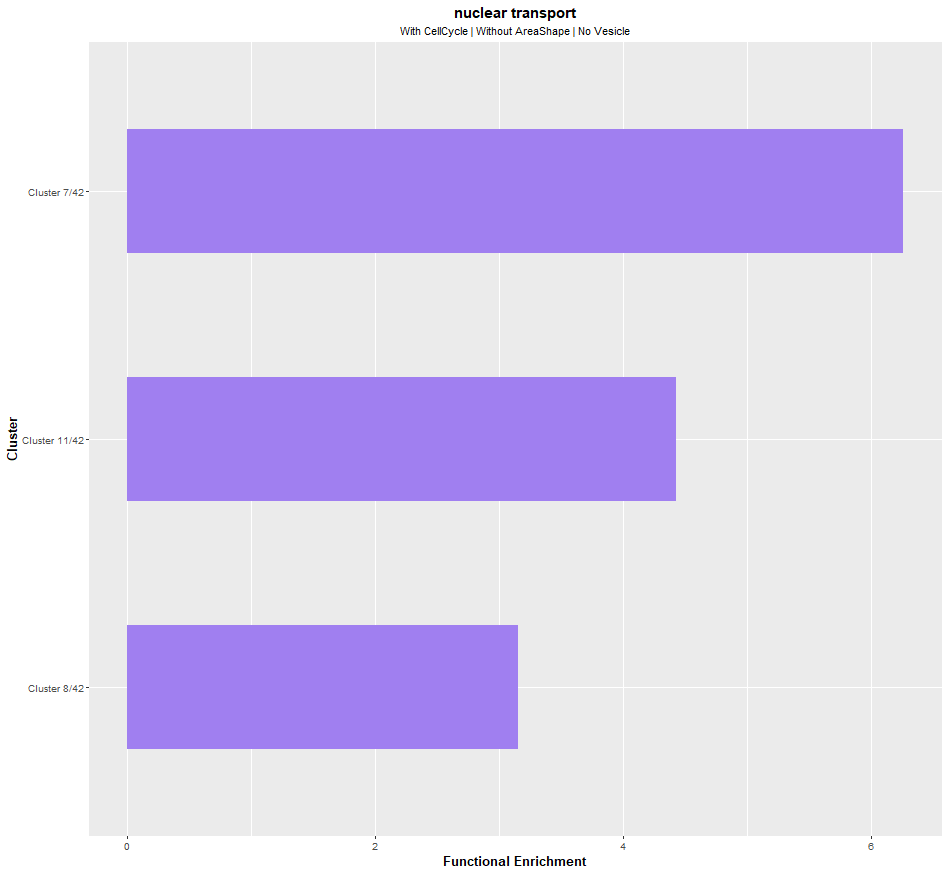 nuclear transport
With CellCycle | Without AreaShape | No Vesicle
Cluster
Cluster 7/42
Cluster 11/42
Cluster 8/42
0 2 4 6
Functional Enrichment